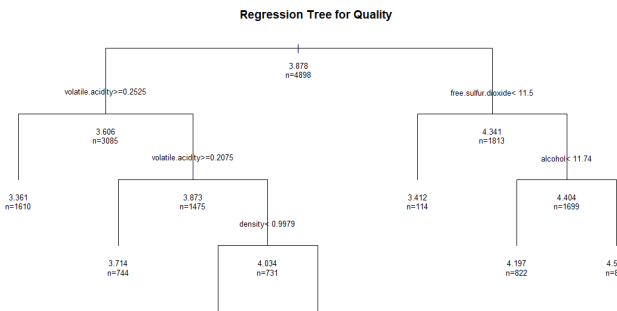 Regression Tree for Quality
3.878
n=4898
volatile.acidity>=0.2525
free.sulfur.dioxide< 11.5
3.606
n=3085
4.341
n=1813
volatile.acidity>=0.2075
alcohol< 11.74
3.361
n=1610
3.873
n=1475
3.412
n=114
4.404
n=1699
density< 0.9979
3.714
n=744
4.034
n=731
4.197
n=822